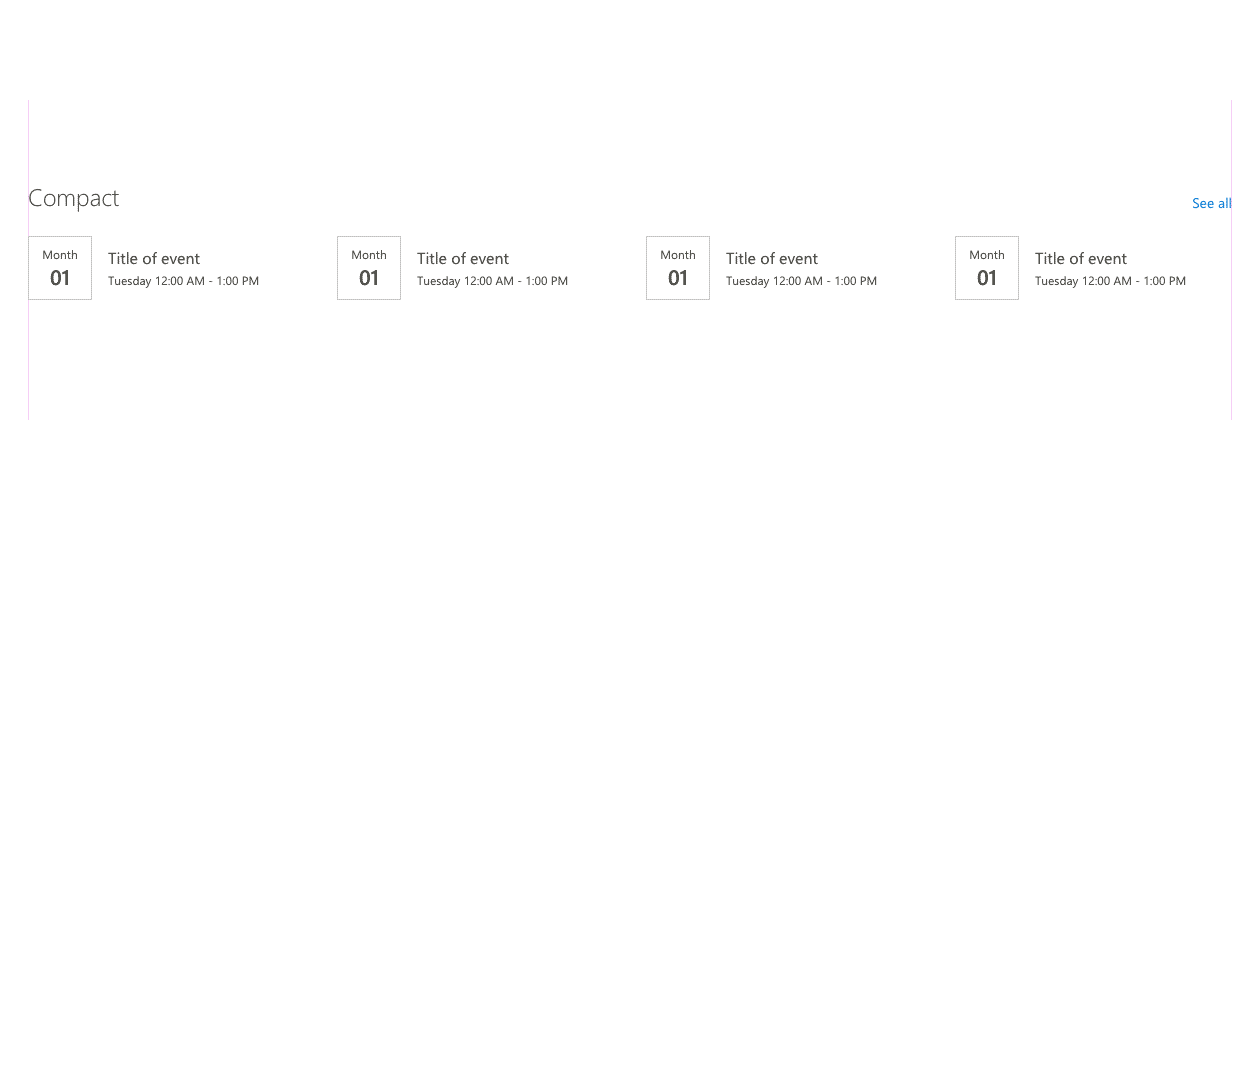 Compact
See all
Month
01
Title of event
Tuesday 12:00 AM - 1:00 PM
Month
01
Title of event
Tuesday 12:00 AM - 1:00 PM
Month
01
Title of event
Tuesday 12:00 AM - 1:00 PM
Month
01
Title of event
Tuesday 12:00 AM - 1:00 PM